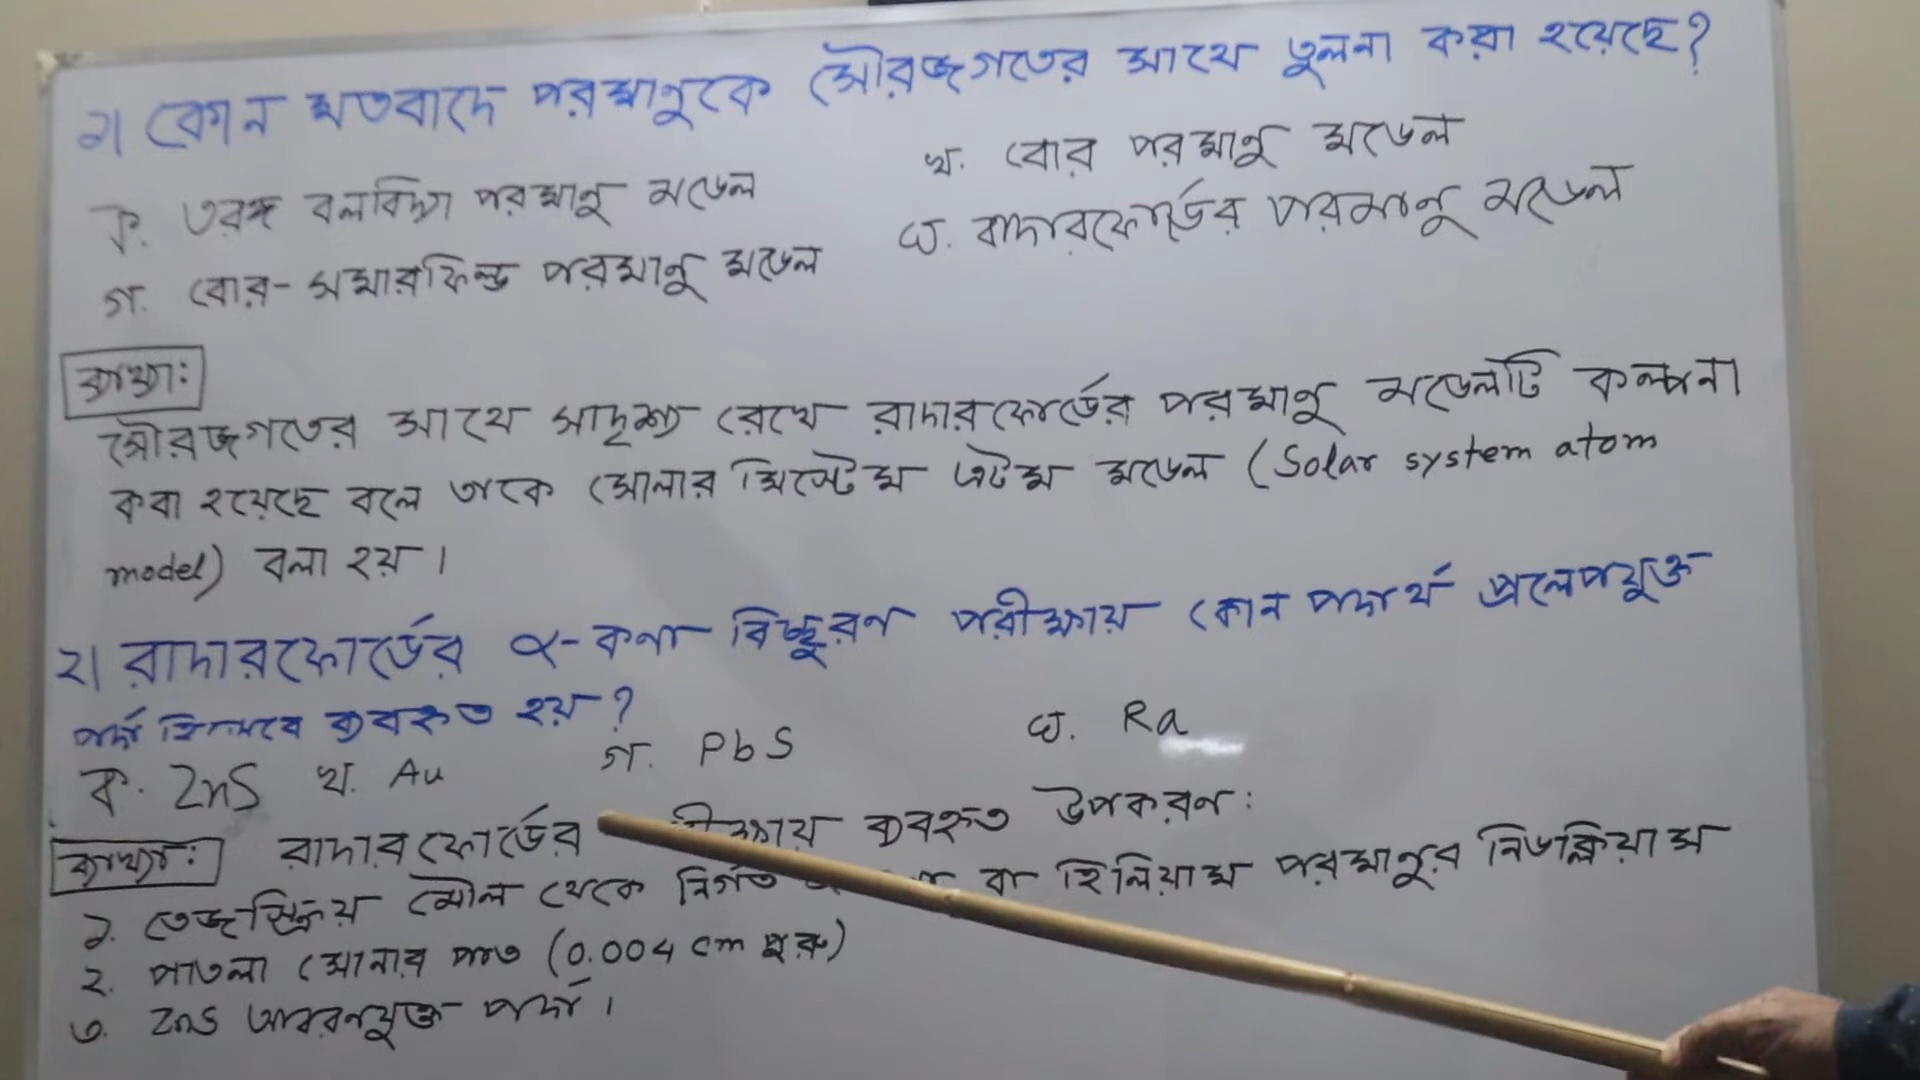 ১। কোন মতবাদে পরমাণুকে সৌরজগতের সাথে তুলনা করা হয়েছে?
ক. তরঙ্গ বলবিদ্যা পরমাণু মডেল খ. বোর পরমাণু মডেল
গ. বোর-সমারফিল্ড পরমাণু মডেল ঘ. রাদারফোর্ডের পরমাণু মডেল
ব্যাখ্যা:
সৌরজগতের সাথে সাদৃশ্য রেখে রাদারফোর্ডের পরমাণু মডেলটি কল্পনা
করা হয়েছে বলে তাকে সোলার সিস্টেম এটম মডেল (Solar system atom
model) বলা হয়।
২। রাদারফোর্ডের α-কণা বিচ্ছুরণ পরীক্ষায় কোন পদার্থ প্রলেপযুক্ত
পর্দা হিসাবে ব্যবহৃত হয়?
ক. ZnS খ. Au গ. PbS ঘ. Ra
ব্যাখ্যা: রাদারফোর্ডের ব্যবহৃত উপকরণ:
১. তেজস্ক্রিয় মৌল থেকে নির্গত বা হিলিয়াম পরমাণুর নিউক্লিয়াস
২. পাতলা সোনার পাত (0.004 cm পুরু)
৩. ZnS আবরণযুক্ত পর্দা।